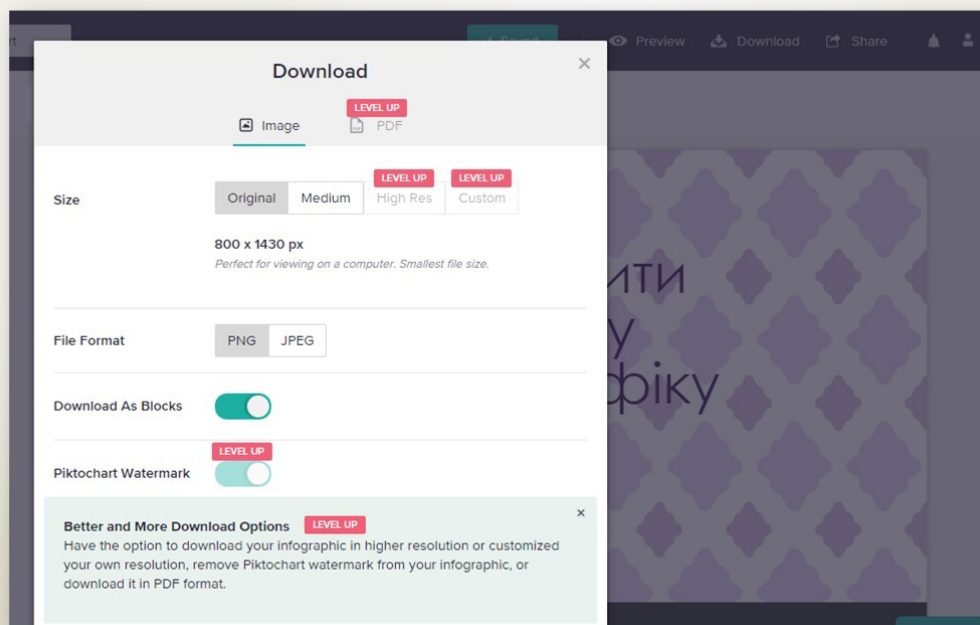 Saved
Preview
Download
Share
Download
LEVEL UP
Image
PDF
LEVEL UP
LEVEL UP
Size
Original
Medium
High Res
Custom
800 x 1430 px
Perfect for viewing on a computer. Smallest file size.
File Format
PNG
JPEG
Download As Blocks
LEVEL UP
Piktochart Watermark
Better and More Download Options LEVEL UP
Have the option to download your infographic in higher resolution or customized
your own resolution, remove Piktochart watermark from your infographic, or
download it in PDF format.